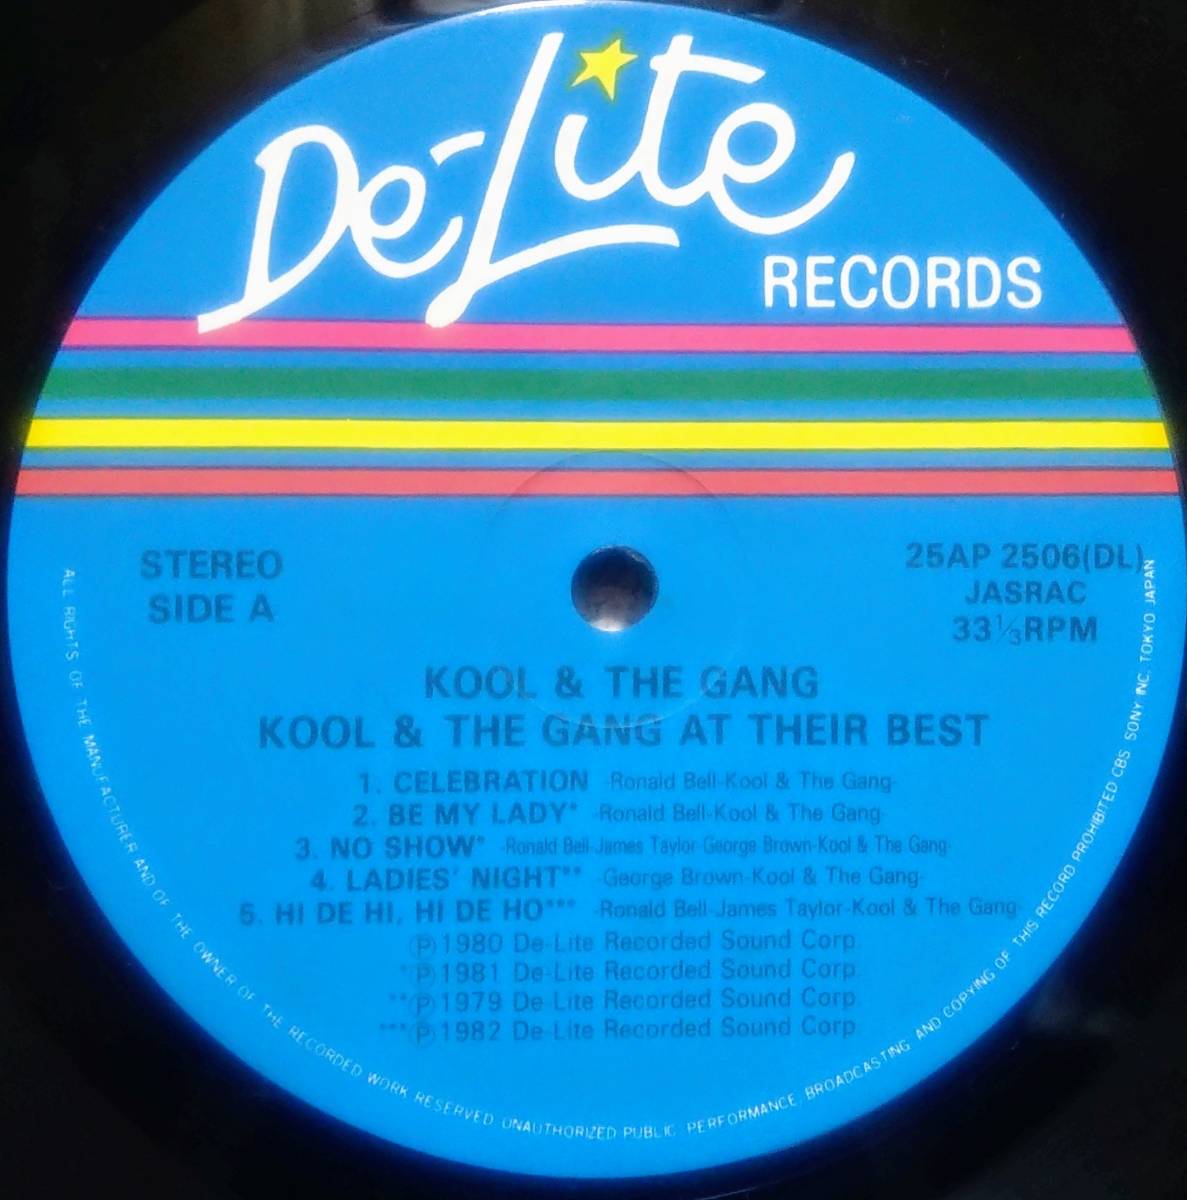 De-Lite
RECORDS
STEREO
SIDE A
25AP 2506(DL)
JASRAC
33 1/3 RPM
KOOL & THE GANG
KOOL & THE GANG AT THEIR BEST
1. CELEBRATION -Ronald Bell-Kool & The Gang-
2. BE MY LADY* -Ronald Bell-Kool & The Gang-
3. NO SHOW* -Ronald Bell-James Taylor-George Brown-Kool & The Gang-
4. LADIES' NIGHT** -George Brown-Kool & The Gang-
5. HI DE HI, HI DE HO*** -Ronald Bell-James Taylor-Kool & The Gang-
℗1980 De-Lite Recorded Sound Corp.
*℗1981 De-Lite Recorded Sound Corp.
**℗1979 De-Lite Recorded Sound Corp.
***℗1982 De-Lite Recorded Sound Corp.
ALL RIGHTS OF THE MANUFACTURER AND OF THE OWNER OF THE RECORDED WORK RESERVED. UNAUTHORIZED PUBLIC PERFORMANCE, BROADCASTING AND COPYING OF THIS RECORD PROHIBITED CBS SONY INC. TOKYO JAPAN